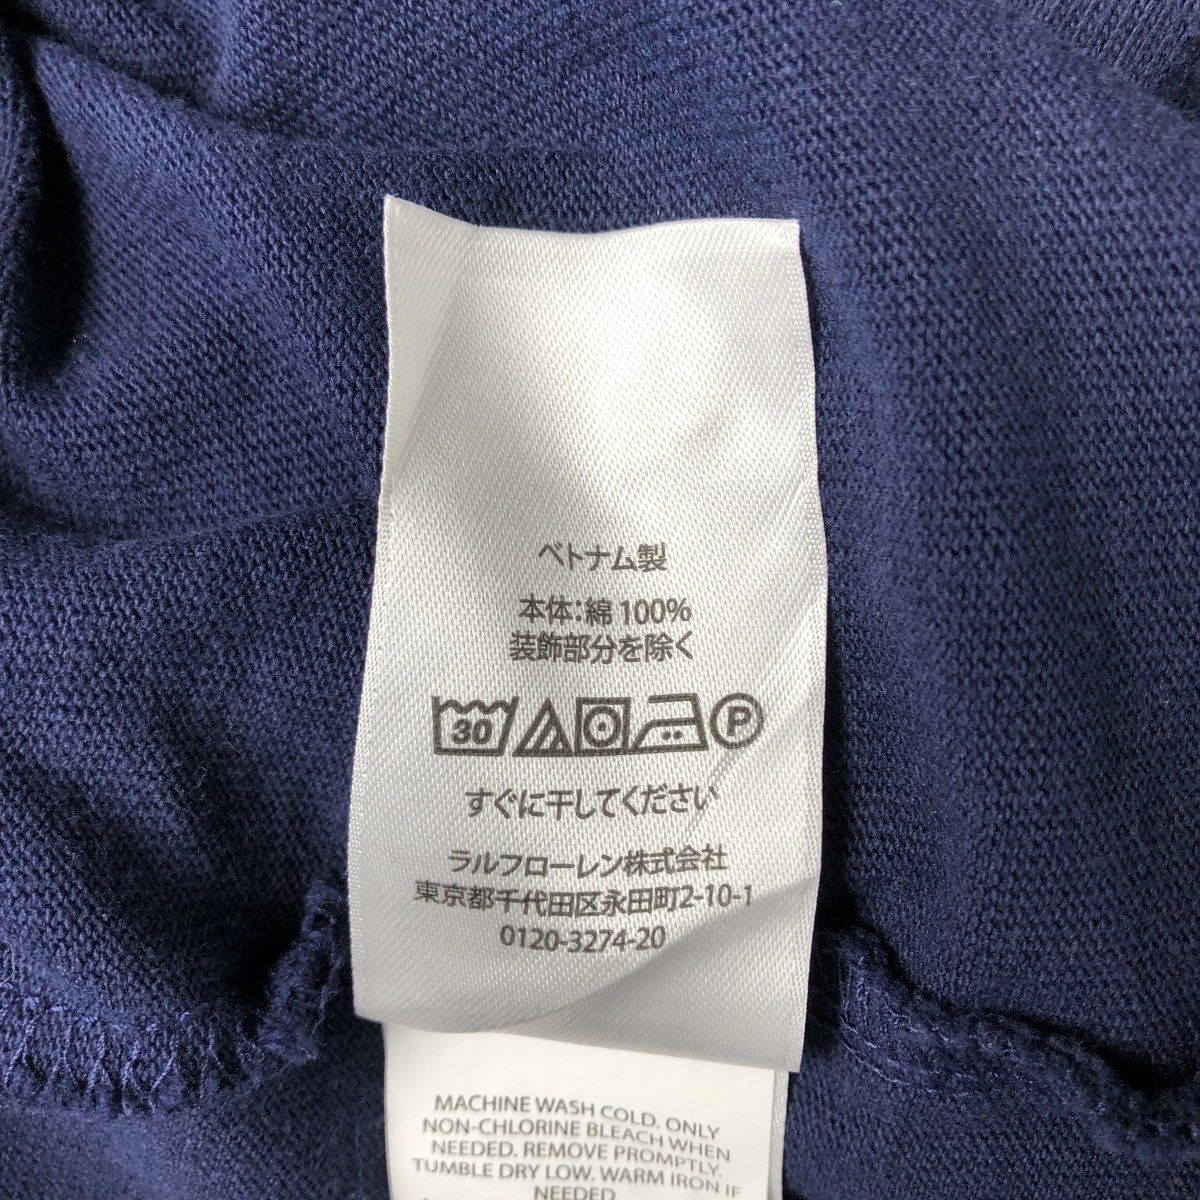 ベトナム製
本体:綿 100%
装飾部分を除く
30 P
すぐに干してください
ラルフローレン株式会社
東京都千代田区永田町2-10-1
0120-3274-20
MACHINE WASH COLD. ONLY
NON-CHLORINE BLEACH WHEN
NEEDED. REMOVE PROMPTLY.
TUMBLE DRY LOW. WARM IRON IF
NEEDED.